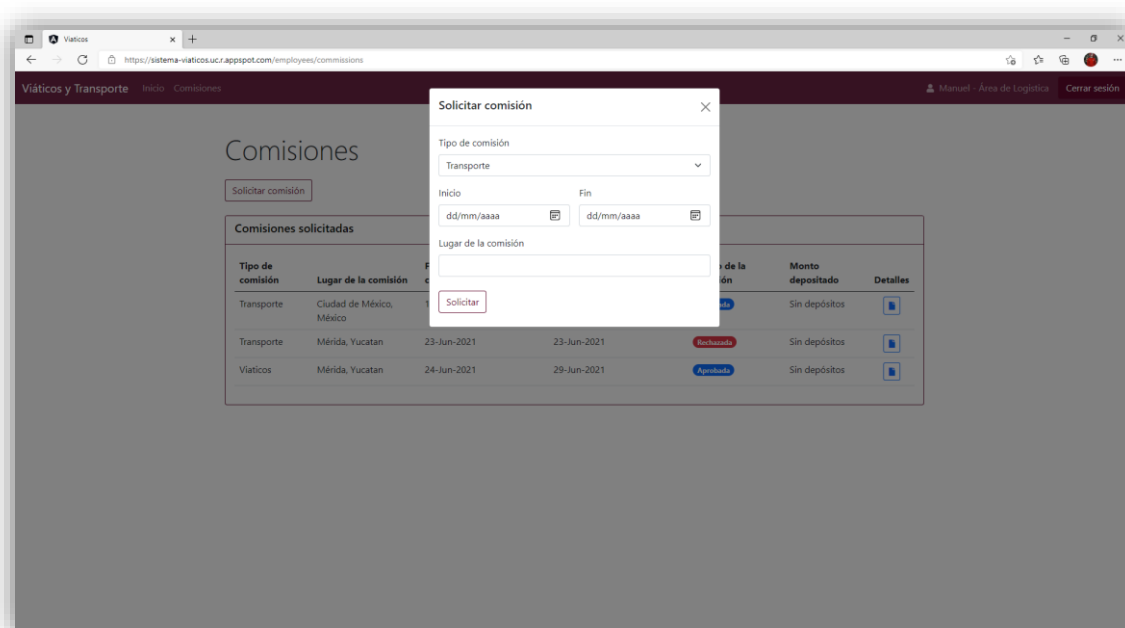 Viaticos
https://sistema-viaticos.uc.r.appspot.com/employees/commissions
Viáticos y Transporte Inicio Comisiones
Manuel - Área de Logística Cerrar sesión
Solicitar comisión
Tipo de comisión
Transporte
Inicio Fin
dd/mm/aaaa dd/mm/aaaa
Lugar de la comisión
Solicitar
Comisiones
Solicitar comisión
Comisiones solicitadas
Tipo de de la Monto
comisión Lugar de la comisión depositado Detalles
Transporte Ciudad de México, Sin depósitos
México
Transporte Mérida, Yucatan 23-Jun-2021 23-Jun-2021 Rechazada Sin depósitos
Viaticos Mérida, Yucatan 24-Jun-2021 29-Jun-2021 Aprobada Sin depósitos